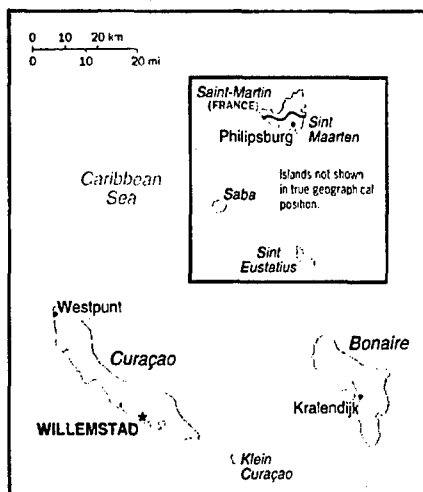 0 10 20 km
0 10 20 mi
Saint-Martin
(FRANCE)
Sint
Maarten
Philipsburg
Islands not shown
in true geographical
position.
Caribbean
Sea
Saba
Sint
Eustatius
Westpunt
Curaçao
Bonaire
Kralendijk
WILLEMSTAD
Klein
Curaçao